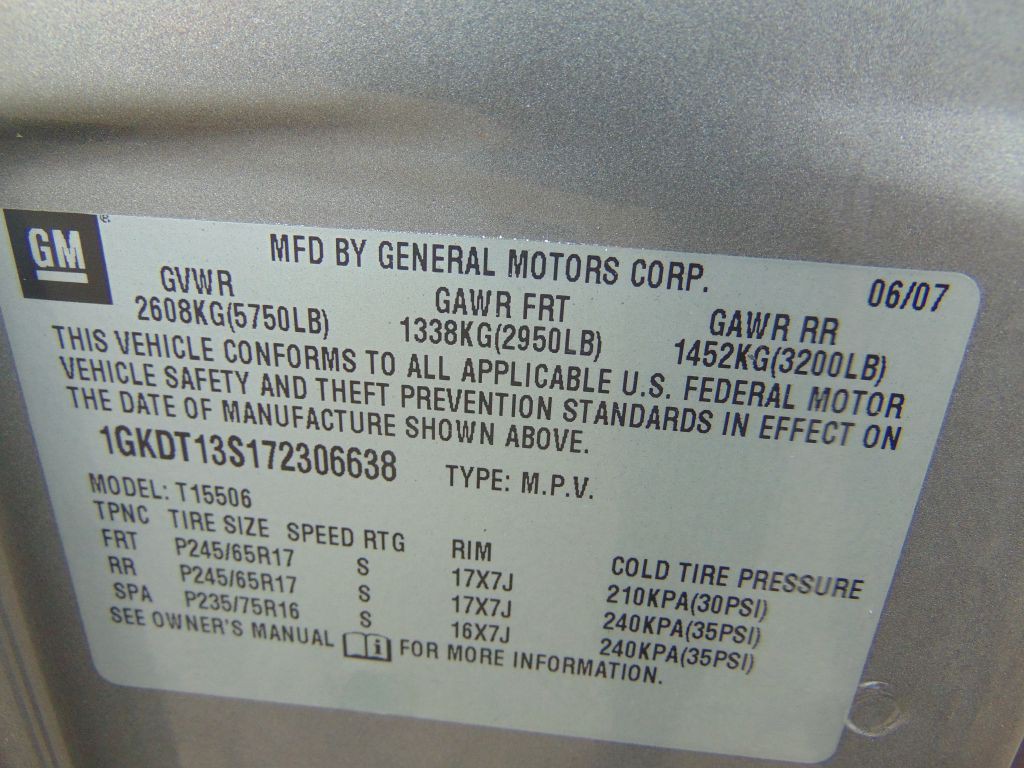 GM ®
MFD BY GENERAL MOTORS CORP. 06/07
GVWR GAWR FRT GAWR RR
2608KG(5750LB) 1338KG(2950LB) 1452KG(3200LB)
THIS VEHICLE CONFORMS TO ALL APPLICABLE U.S. FEDERAL MOTOR
VEHICLE SAFETY AND THEFT PREVENTION STANDARDS IN EFFECT ON
THE DATE OF MANUFACTURE SHOWN ABOVE.
1GKDT13S172306638 TYPE: M.P.V.
MODEL: T15506
TPNC TIRE SIZE SPEED RTG RIM COLD TIRE PRESSURE
FRT P245/65R17 S 17X7J 210KPA(30PSI)
RR P245/65R17 S 17X7J 240KPA(35PSI)
SPA P235/75R16 S 16X7J 240KPA(35PSI)
SEE OWNER'S MANUAL i FOR MORE INFORMATION.